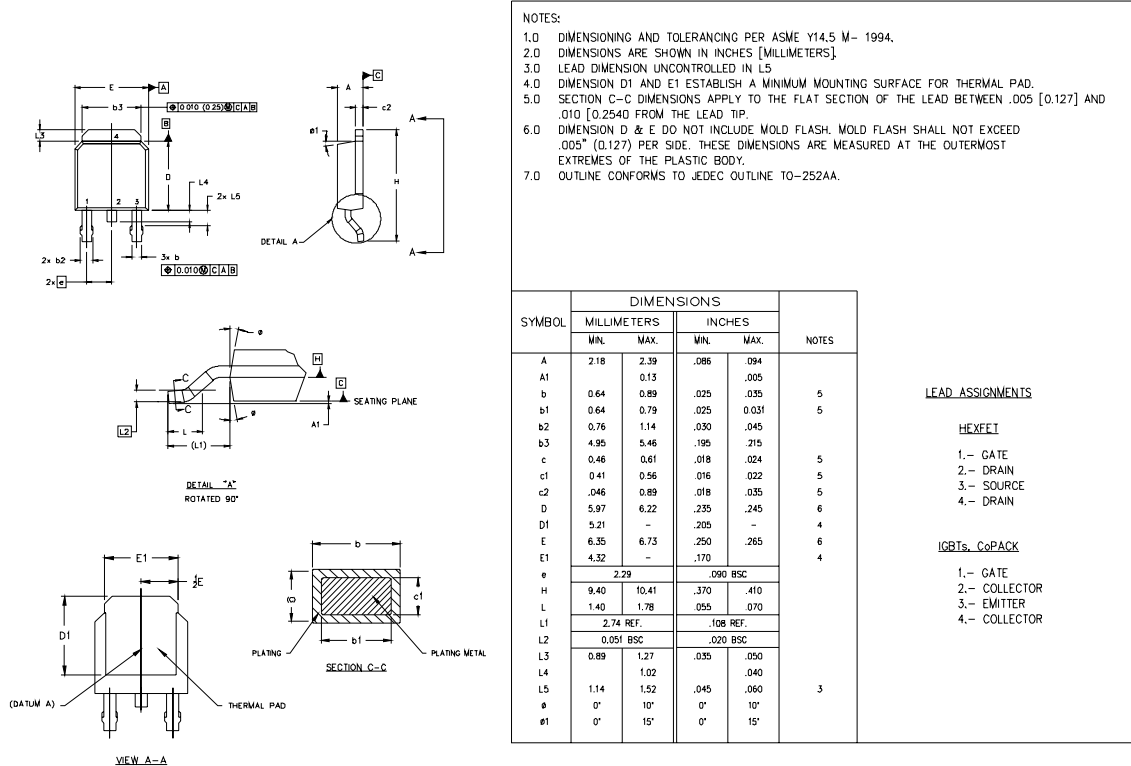 NOTES:
1.0 DIMENSIONING AND TOLERANCING PER ASME Y14.5 M- 1994.
2.0 DIMENSIONS ARE SHOWN IN INCHES [MILLIMETERS].
3.0 LEAD DIMENSION UNCONTROLLED IN L5
4.0 DIMENSION D1 AND E1 ESTABLISH A MINIMUM MOUNTING SURFACE FOR THERMAL PAD.
5.0 SECTION C-C DIMENSIONS APPLY TO THE FLAT SECTION OF THE LEAD BETWEEN .005 [0.127] AND
.010 [0.2540 FROM THE LEAD TIP.
6.0 DIMENSION D & E DO NOT INCLUDE MOLD FLASH. MOLD FLASH SHALL NOT EXCEED
.005" (0.127) PER SIDE. THESE DIMENSIONS ARE MEASURED AT THE OUTERMOST
EXTREMES OF THE PLASTIC BODY.
7.0 OUTLINE CONFORMS TO JEDEC OUTLINE TO-252AA.
E A
b3
⌖ 0.010 (0.25) Ⓜ C A B
B
L3
4
D
L4
2x L5
1 2 3
2x b2
3x b
⌖ 0.010 Ⓜ C A B
2x e
A C
c2
ø1
H
A
A
DETAIL A
ø
H
C
C
C
SEATING PLANE
A1
ø
L2
L
(L1)
DETAIL "A"
ROTATED 90°
E1
½E
D1
(DATUM A)
THERMAL PAD
VIEW A-A
b
(c)
c1
b1
PLATING
PLATING METAL
SECTION C-C
DIMENSIONS
SYMBOL MILLIMETERS INCHES
MIN. MAX. MIN. MAX. NOTES
A 2.18 2.39 .086 .094
A1 0.13 .005
b 0.64 0.89 .025 .035 5
b1 0.64 0.79 .025 0.031 5
b2 0.76 1.14 .030 .045
b3 4.95 5.46 .195 .215
c 0.46 0.61 .018 .024 5
c1 0 41 0.56 .016 .022 5
c2 .046 0.89 .018 .035 5
D 5.97 6.22 .235 .245 6
D1 5.21 - .205 - 4
E 6.35 6.73 .250 .265 6
E1 4.32 - .170 4
e 2.29 .090 BSC
H 9.40 10.41 .370 .410
L 1.40 1.78 .055 .070
L1 2.74 REF. .108 REF.
L2 0.051 BSC .020 BSC
L3 0.89 1.27 .035 .050
L4 1.02 .040
L5 1.14 1.52 .045 .060 3
ø 0° 10° 0° 10°
ø1 0° 15° 0° 15°
LEAD ASSIGNMENTS
HEXFET
1.- GATE
2.- DRAIN
3.- SOURCE
4.- DRAIN
IGBTs, CoPACK
1.- GATE
2.- COLLECTOR
3.- EMITTER
4.- COLLECTOR